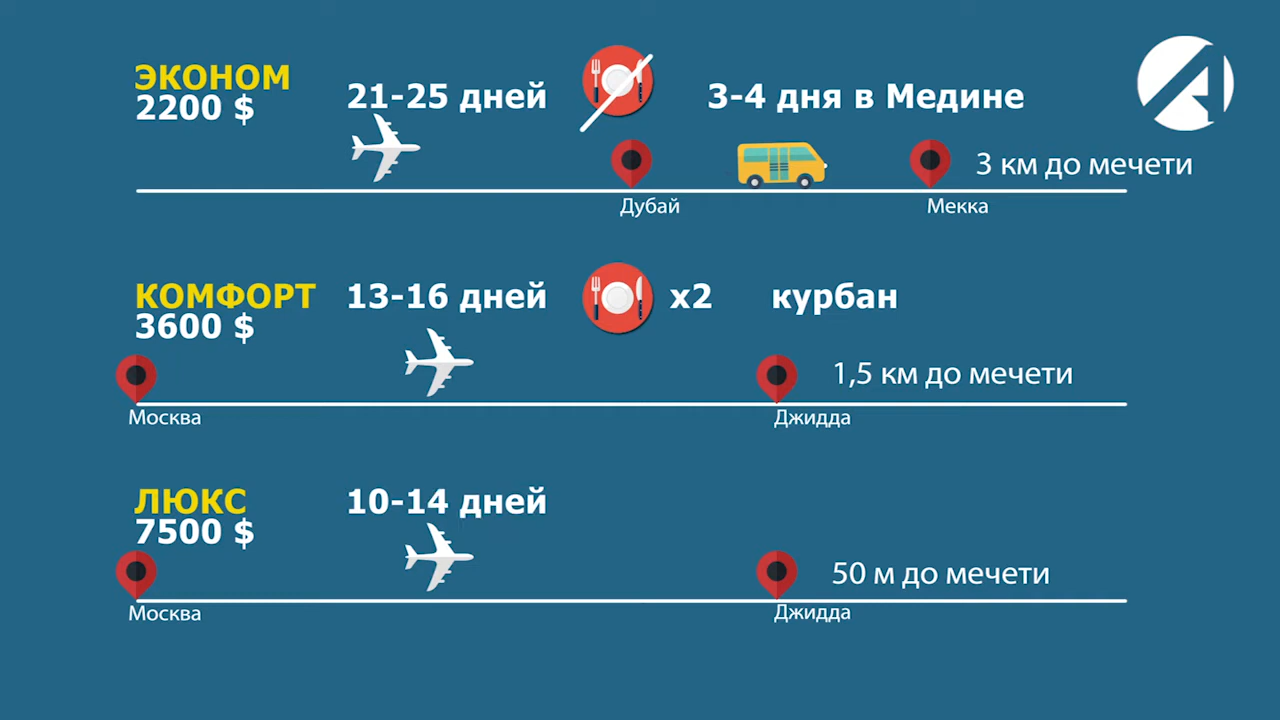 ЭКОНОМ
2200 $
21-25 дней
3-4 дня в Медине
3 км до мечети
Дубай
Мекка
КОМФОРТ
3600 $
13-16 дней
x2
курбан
1,5 км до мечети
Москва
Джидда
ЛЮКС
7500 $
10-14 дней
50 м до мечети
Москва
Джидда